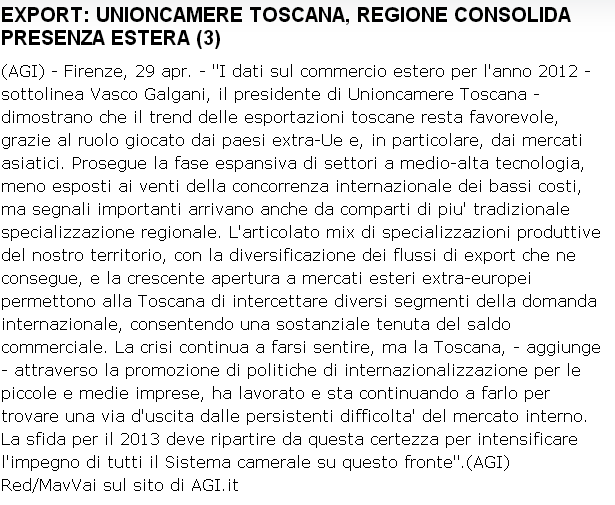 EXPORT: UNIONCAMERE TOSCANA, REGIONE CONSOLIDA
PRESENZA ESTERA (3)
(AGI) - Firenze, 29 apr. - "I dati sul commercio estero per l'anno 2012 -
sottolinea Vasco Galgani, il presidente di Unioncamere Toscana -
dimostrano che il trend delle esportazioni toscane resta favorevole,
grazie al ruolo giocato dai paesi extra-Ue e, in particolare, dai mercati
asiatici. Prosegue la fase espansiva di settori a medio-alta tecnologia,
meno esposti ai venti della concorrenza internazionale dei bassi costi,
ma segnali importanti arrivano anche da comparti di piu' tradizionale
specializzazione regionale. L'articolato mix di specializzazioni produttive
del nostro territorio, con la diversificazione dei flussi di export che ne
consegue, e la crescente apertura a mercati esteri extra-europei
permettono alla Toscana di intercettare diversi segmenti della domanda
internazionale, consentendo una sostanziale tenuta del saldo
commerciale. La crisi continua a farsi sentire, ma la Toscana, - aggiunge
- attraverso la promozione di politiche di internazionalizzazione per le
piccole e medie imprese, ha lavorato e sta continuando a farlo per
trovare una via d'uscita dalle persistenti difficolta' del mercato interno.
La sfida per il 2013 deve ripartire da questa certezza per intensificare
l'impegno di tutti il Sistema camerale su questo fronte".(AGI)
Red/MavVai sul sito di AGI.it